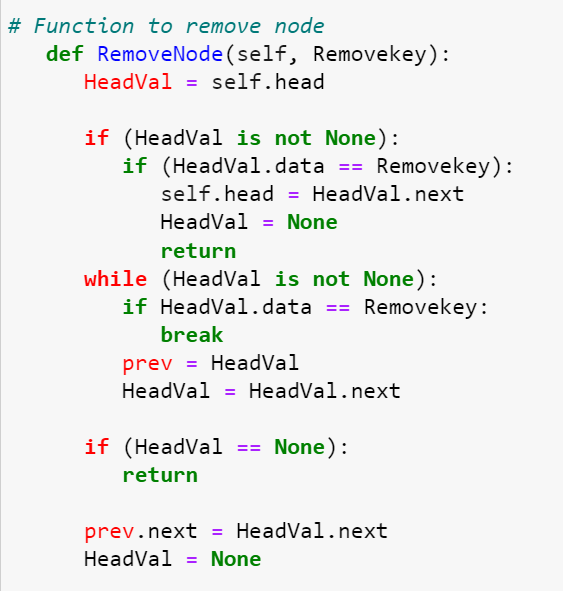 # Function to remove node
   def RemoveNode(self, Removekey):
      HeadVal = self.head

      if (HeadVal is not None):
         if (HeadVal.data == Removekey):
            self.head = HeadVal.next
            HeadVal = None
            return
      while (HeadVal is not None):
         if HeadVal.data == Removekey:
            break
         prev = HeadVal
         HeadVal = HeadVal.next

      if (HeadVal == None):
         return

      prev.next = HeadVal.next
      HeadVal = None